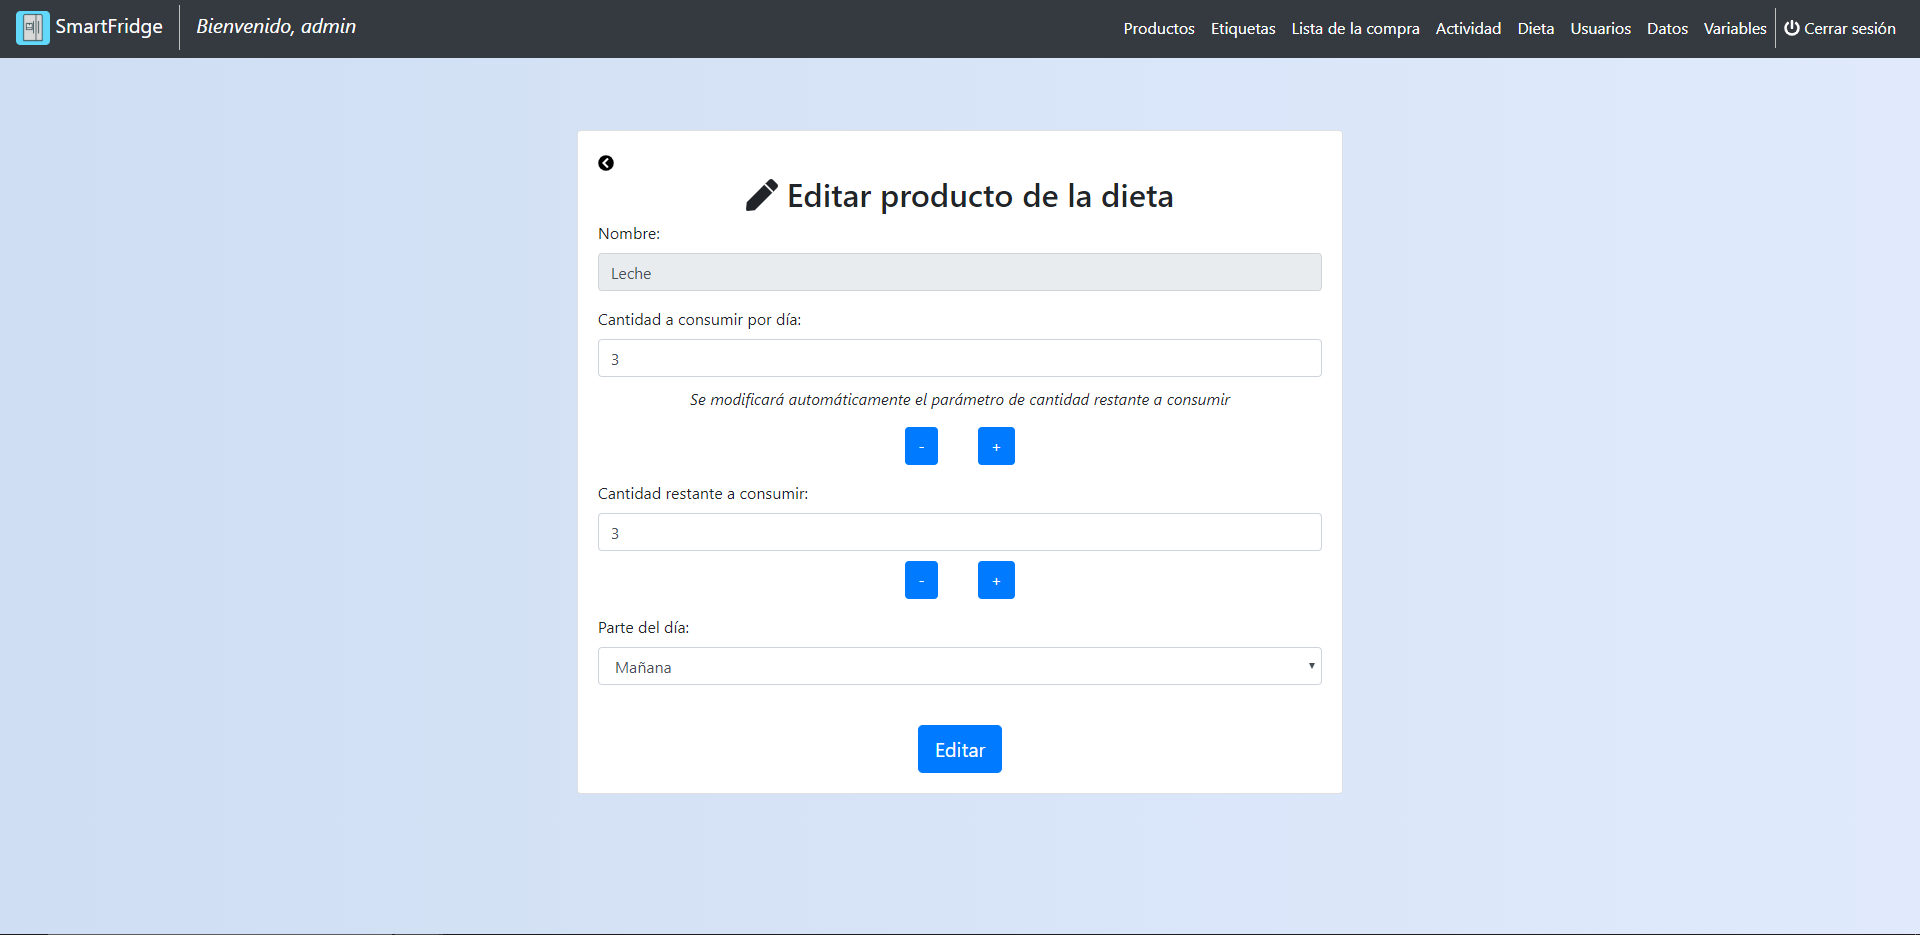 SmartFridge
Bienvenido, admin
Productos Etiquetas Lista de la compra Actividad Dieta Usuarios Datos Variables Cerrar sesión
Editar producto de la dieta
Nombre:
Leche
Cantidad a consumir por día:
3
Se modificará automáticamente el parámetro de cantidad restante a consumir
- +
Cantidad restante a consumir:
3
- +
Parte del día:
Mañana
Editar